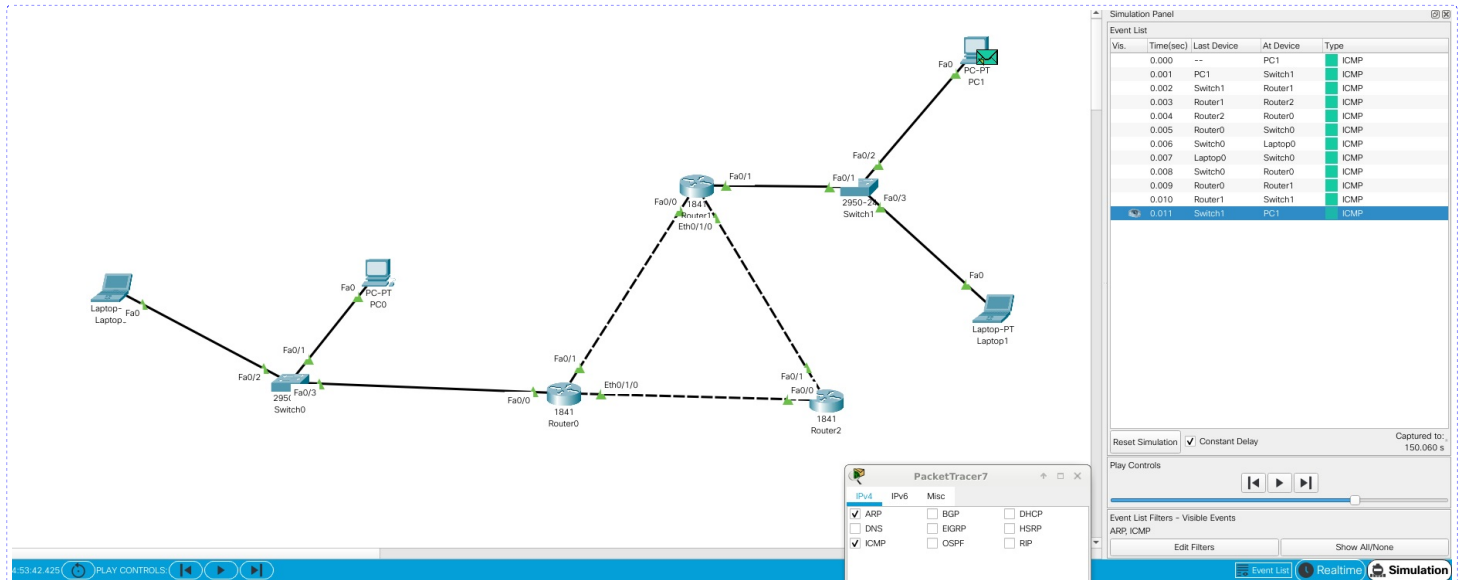 Simulation Panel
Event List
Vis. Time(sec) Last Device At Device Type
0.000 -- PC1 ICMP
0.001 PC1 Switch1 ICMP
0.002 Switch1 Router1 ICMP
0.003 Router1 Router2 ICMP
0.004 Router2 Router0 ICMP
0.005 Router0 Switch0 ICMP
0.006 Switch0 Laptop0 ICMP
0.007 Laptop0 Switch0 ICMP
0.008 Switch0 Router0 ICMP
0.009 Router0 Router1 ICMP
0.010 Router1 Switch1 ICMP
0.011 Switch1 PC1 ICMP
Reset Simulation Constant Delay
Captured to:
150.060 s
Play Controls
Event List Filters - Visible Events
ARP, ICMP
Edit Filters Show All/None
Fa0
PC-PT
PC1
Fa0/2
Fa0/1 Fa0/1
Fa0/3
Fa0/0
1841
Router1
Eth0/1/0
2950-24
Switch1
Fa0
Laptop-PT
Laptop1
Laptop-
Laptop
Fa0
Fa0
PC-PT
PC0
Fa0/1
Fa0/2
Fa0/3
Switch0
Fa0/1
Fa0/0
Eth0/1/0
1841
Router0
Fa0/1
Fa0/0
1841
Router2
PacketTracer7
IPv4 IPv6 Misc
ARP BGP DHCP
DNS EIGRP HSRP
ICMP OSPF RIP
4:53:42.425 PLAY CONTROLS:
Event List Realtime Simulation